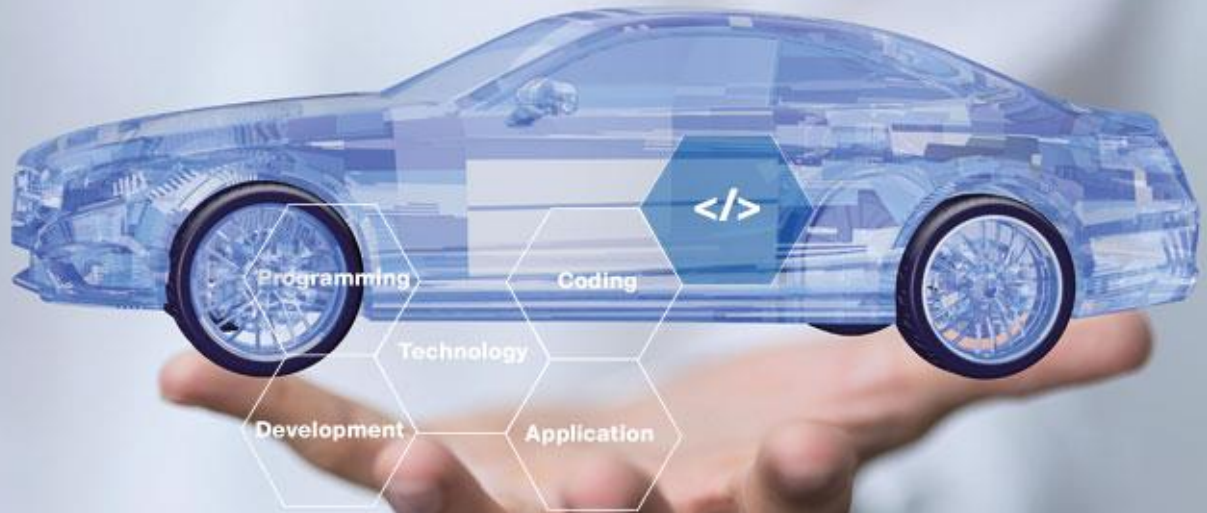 </>
Programming
Coding
Technology
Development
Application